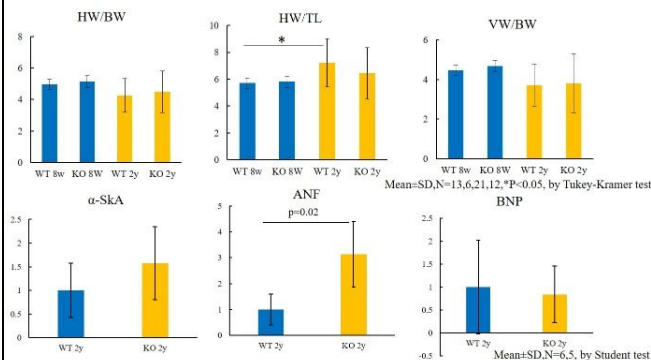 HW/BW
8
6
4
2
0
WT 8w KO 8W WT 2y KO 2y
HW/TL
10
8
6
4
2
0
*
WT 8w KO 8W WT 2y KO 2y
VW/BW
6
4
2
0
WT 8w KO 8W WT 2y KO 2y
Mean±SD,N=13,6,21,12,*P<0.05, by Tukey-Kramer test
α-SkA
2.5
2
1.5
1
0.5
0
WT 2y KO 2y
ANF
p=0.02
5
4
3
2
1
0
WT 2y KO 2y
BNP
2.5
2
1.5
1
0.5
0
-0.5
WT 2y KO 2y
Mean±SD,N=6,5, by Student test